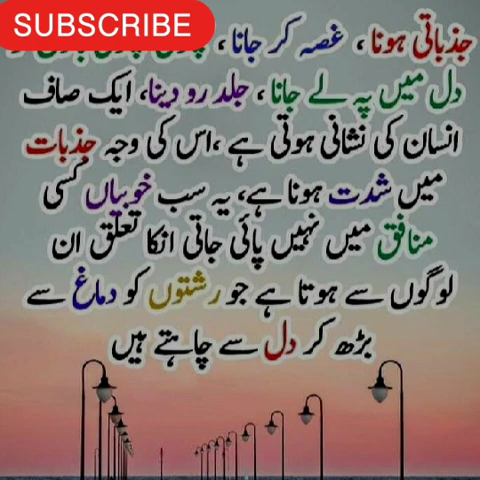 SUBSCRIBE
جذباتی ہونا ، غصہ کر جانا ،
دل میں پہ لے جانا ، جلد رو دینا، ایک صاف
انسان کی نشانی ہوتی ہے ،اس کی وجہ جذبات
میں شدت ہونا ہے، یہ سب خوبیاں کسی
منافق میں نہیں پائی جاتی انکا تعلق ان
لوگوں سے ہوتا ہے جو رشتوں کو دماغ سے
بڑھ کر دل سے چاہتے ہیں